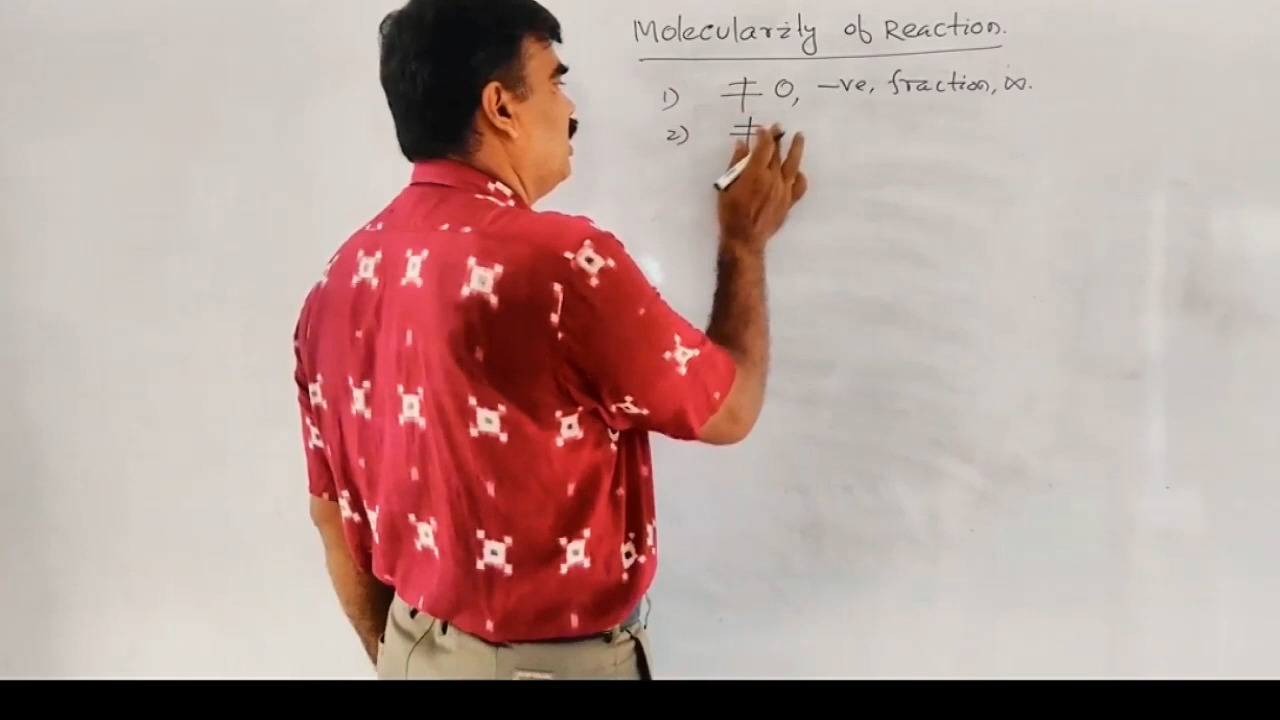 Molecularity of Reaction.
1) ≠ 0, -ve, fraction, ∞.
2) ≠